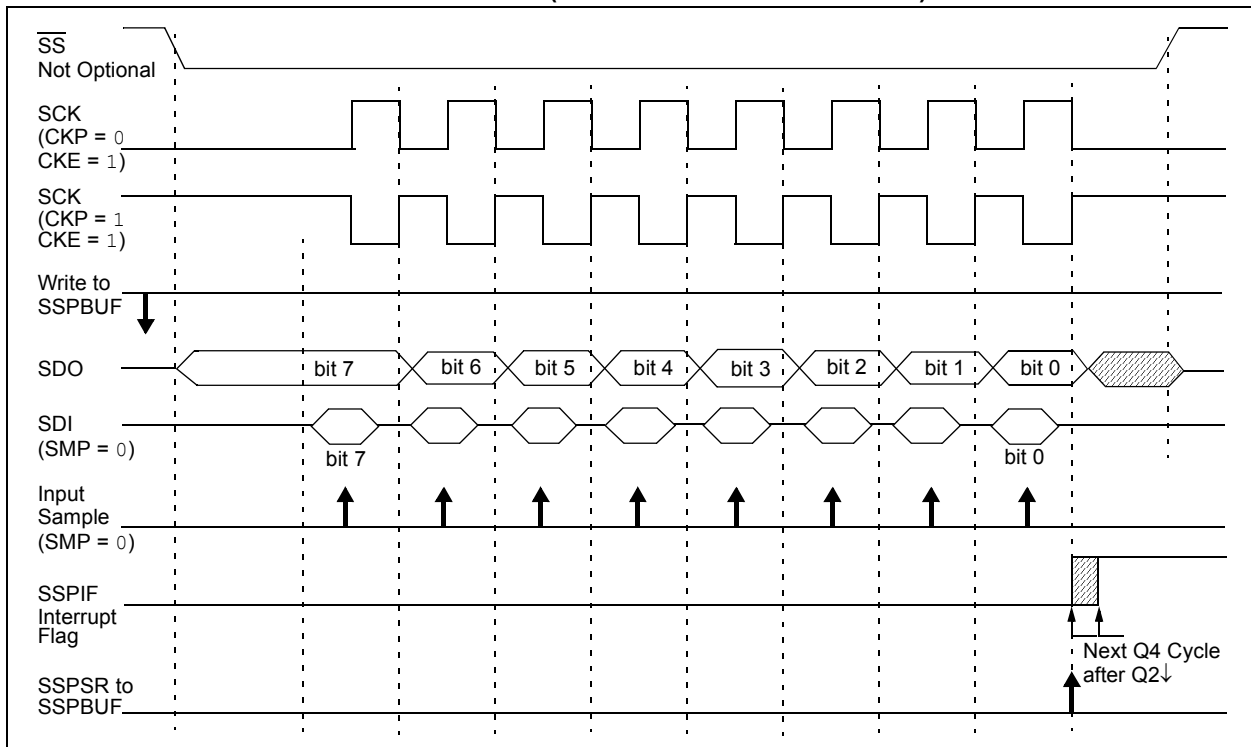 SS
Not Optional
SCK
(CKP = 0
CKE = 1)
SCK
(CKP = 1
CKE = 1)
Write to
SSPBUF
SDO
bit 7 bit 6 bit 5 bit 4 bit 3 bit 2 bit 1 bit 0
SDI
(SMP = 0)
bit 7 bit 0
Input
Sample
(SMP = 0)
SSPIF
Interrupt
Flag
Next Q4 Cycle
after Q2↓
SSPSR to
SSPBUF